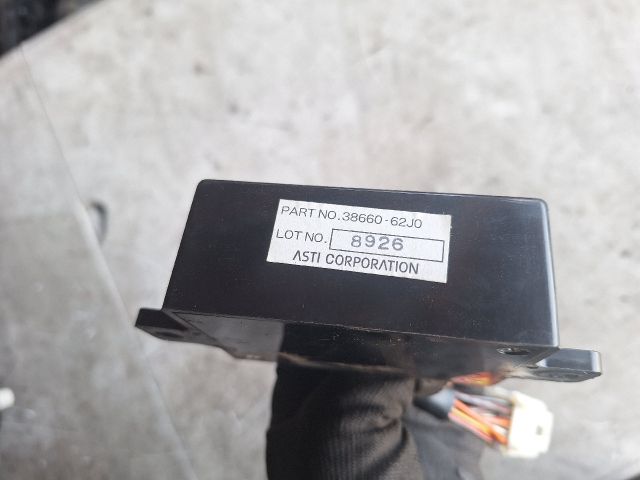 PART NO. 38660-62J0
LOT NO. 8926
ASTI CORPORATION